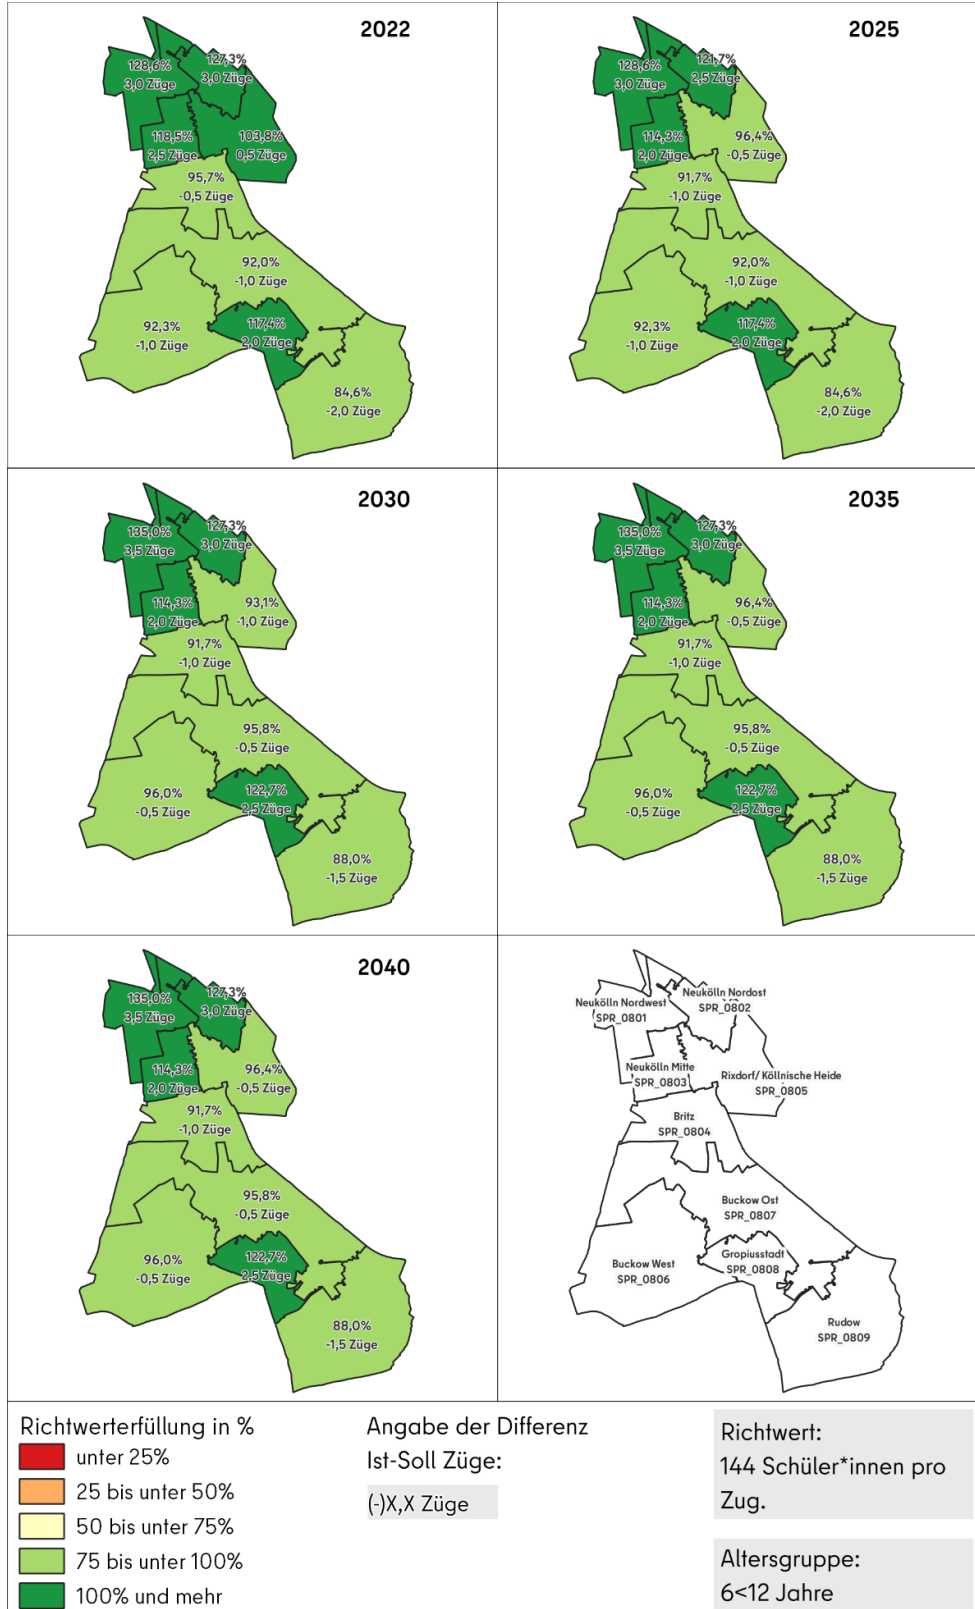 2022
128,6%
3,0 Züge
127,3%
3,0 Züge
118,5%
2,5 Züge
103,8%
0,5 Züge
95,7%
-0,5 Züge
92,0%
-1,0 Züge
92,3%
-1,0 Züge
117,4%
2,0 Züge
84,6%
-2,0 Züge
2025
128,6%
3,0 Züge
121,7%
2,5 Züge
114,3%
2,0 Züge
96,4%
-0,5 Züge
91,7%
-1,0 Züge
92,0%
-1,0 Züge
92,3%
-1,0 Züge
117,4%
2,0 Züge
84,6%
-2,0 Züge
2030
135,0%
3,5 Züge
127,3%
3,0 Züge
114,3%
2,0 Züge
93,1%
-1,0 Züge
91,7%
-1,0 Züge
95,8%
-0,5 Züge
96,0%
-0,5 Züge
122,7%
2,5 Züge
88,0%
-1,5 Züge
2035
135,0%
3,5 Züge
127,3%
3,0 Züge
114,3%
2,0 Züge
96,4%
-0,5 Züge
91,7%
-1,0 Züge
95,8%
-0,5 Züge
96,0%
-0,5 Züge
122,7%
2,5 Züge
88,0%
-1,5 Züge
2040
135,0%
3,5 Züge
127,3%
3,0 Züge
114,3%
2,0 Züge
96,4%
-0,5 Züge
91,7%
-1,0 Züge
95,8%
-0,5 Züge
96,0%
-0,5 Züge
122,7%
2,5 Züge
88,0%
-1,5 Züge
Neukölln Nordwest
SPR_0801
Neukölln Nordost
SPR_0802
Neukölln Mitte
SPR_0803
Rixdorf/ Köllnische Heide
SPR_0805
Britz
SPR_0804
Buckow Ost
SPR_0807
Buckow West
SPR_0806
Gropiusstadt
SPR_0808
Rudow
SPR_0809
Richtwerterfüllung in %
unter 25%
25 bis unter 50%
50 bis unter 75%
75 bis unter 100%
100% und mehr
Angabe der Differenz
Ist-Soll Züge:
(-)X,X Züge
Richtwert:
144 Schüler*innen pro
Zug.
Altersgruppe:
6<12 Jahre